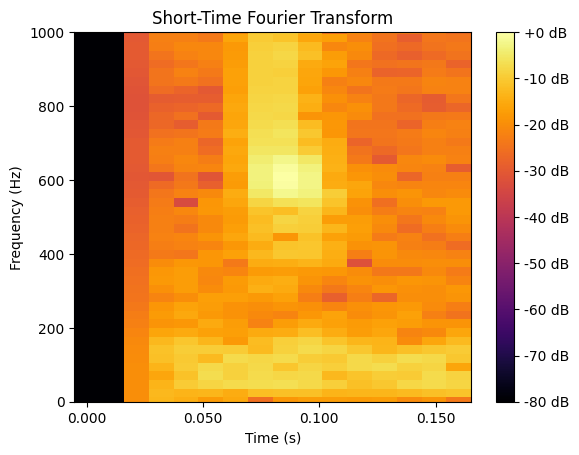 Short-Time Fourier Transform
1000
800
600
400
200
0
Frequency (Hz)
0.000
0.050
0.100
0.150
Time (s)
+0 dB
-10 dB
-20 dB
-30 dB
-40 dB
-50 dB
-60 dB
-70 dB
-80 dB